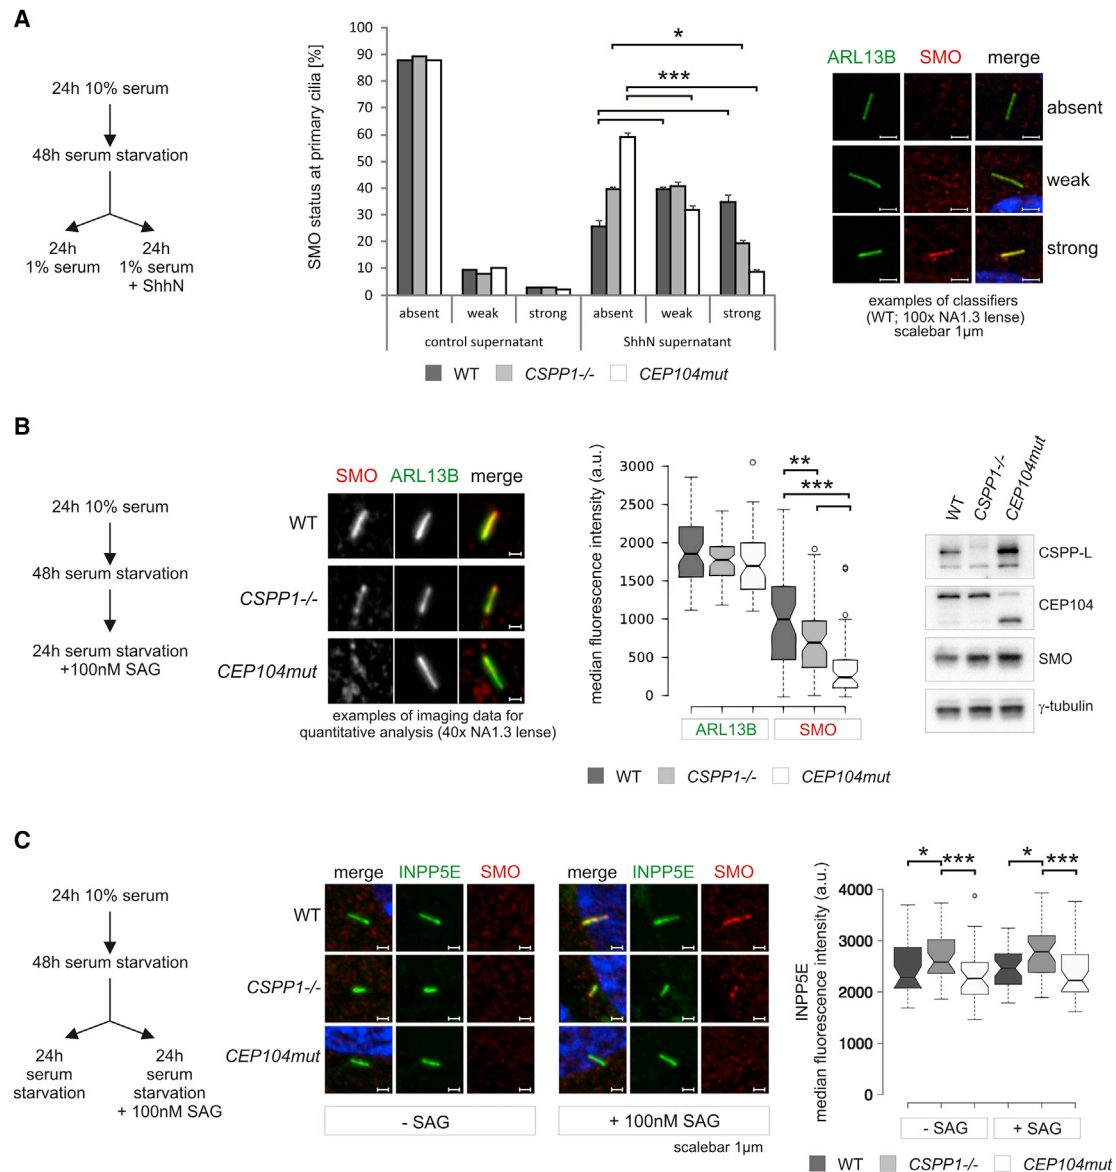 A
24h 10% serum
48h serum starvation
24h
1% serum
24h
1% serum
+ ShhN
SMO status at primary cilia [%]
100
90
80
70
60
50
40
30
20
10
0
*
***
absent
weak
strong
absent
weak
strong
control supernatant
ShhN supernatant
WT
CSPP1-/-
CEP104mut
ARL13B
SMO
merge
absent
weak
strong
examples of classifiers
(WT; 100x NA1.3 lense)
scalebar 1µm
B
24h 10% serum
48h serum starvation
24h serum starvation
+100nM SAG
SMO
ARL13B
merge
WT
CSPP1-/-
CEP104mut
examples of imaging data for
quantitative analysis (40x NA1.3 lense)
median fluorescence intensity (a.u.)
3000
2500
2000
1500
1000
500
0
**
***
ARL13B
SMO
WT
CSPP1-/-
CEP104mut
WT
CSPP1-/-
CEP104mut
CSPP-L
CEP104
SMO
γ-tubulin
C
24h 10% serum
48h serum starvation
24h
serum
starvation
24h
serum
starvation
+ 100nM SAG
merge
INPP5E
SMO
merge
INPP5E
SMO
WT
CSPP1-/-
CEP104mut
- SAG
+ 100nM SAG
scalebar 1µm
INPP5E
median fluorescence intensity (a.u.)
4000
3000
2000
1000
0
*
***
*
***
- SAG
+ SAG
WT
CSPP1-/-
CEP104mut